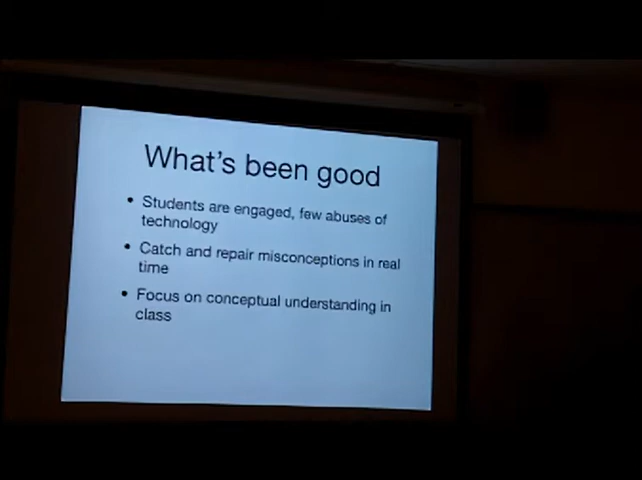 What's been good
• Students are engaged, few abuses of
technology
• Catch and repair misconceptions in real
time
• Focus on conceptual understanding in
class